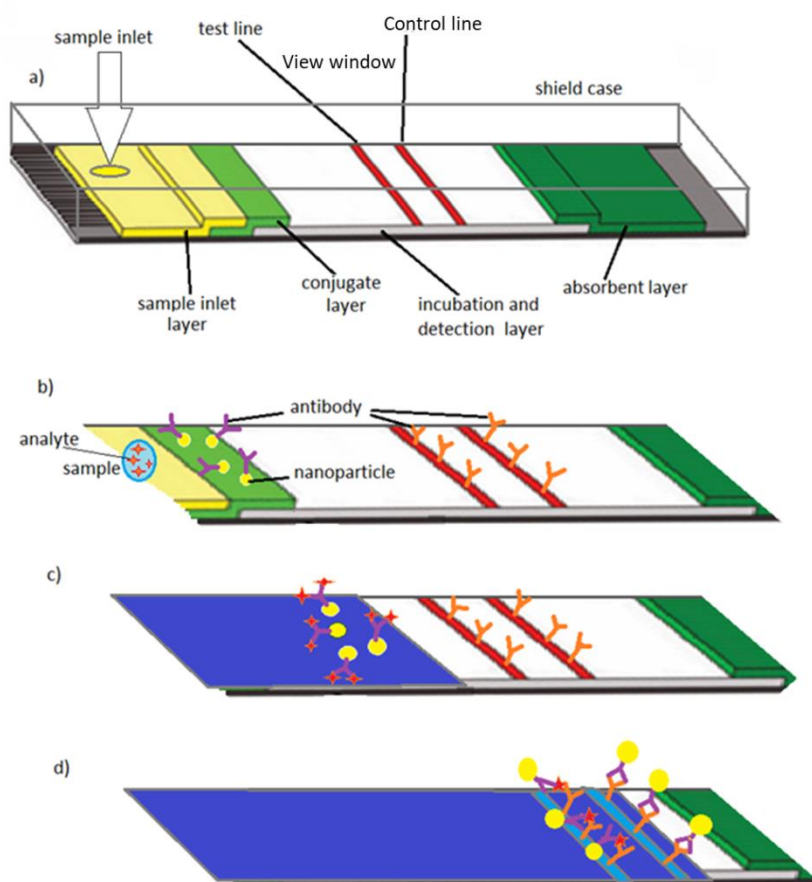 Control line
test line
sample inlet
View window
a)
shield case
conjugate
layer
absorbent layer
sample inlet
layer
incubation and
detection layer
b)
antibody
analyte
sample
nanoparticle
c)
d)